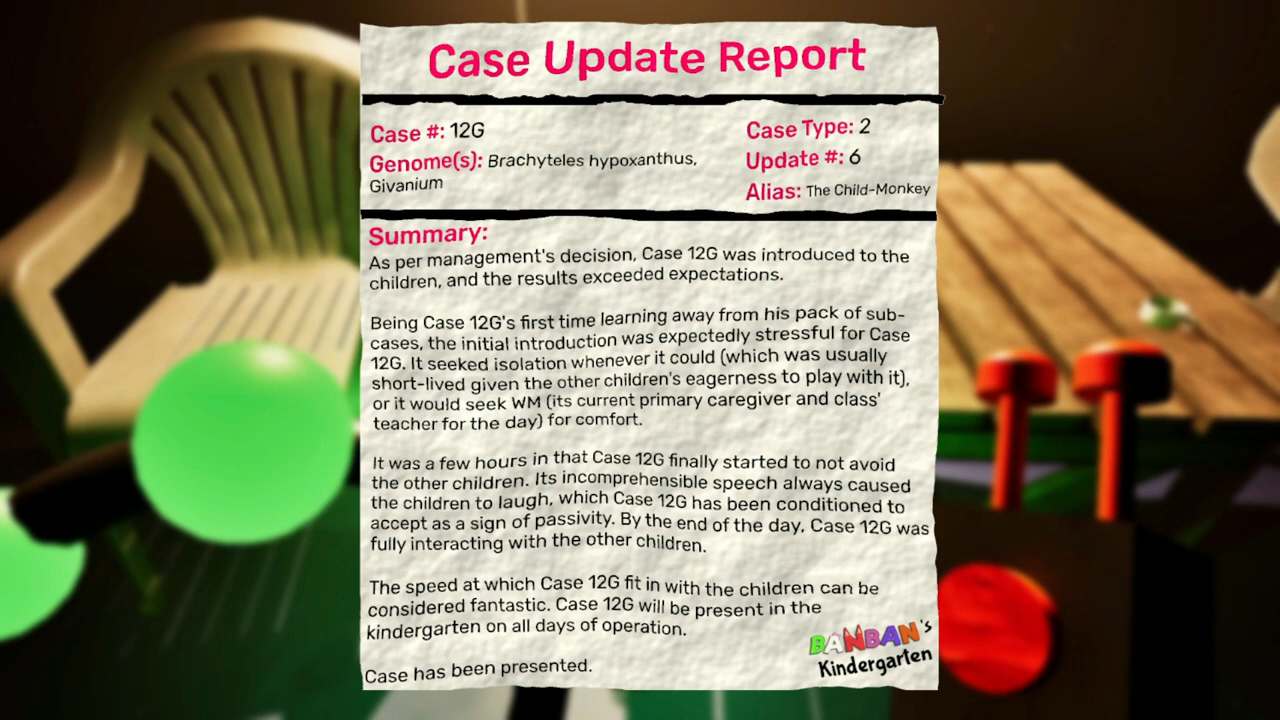 Case Update Report
Case #: 12G
Genome(s): Brachyteles hypoxanthus,
Givanium
Case Type: 2
Update #: 6
Alias: The Child-Monkey
Summary:
As per management's decision, Case 12G was introduced to the
children, and the results exceeded expectations.
Being Case 12G's first time learning away from his pack of sub-
cases, the initial introduction was expectedly stressful for Case
12G. It seeked isolation whenever it could (which was usually
short-lived given the other children's eagerness to play with it),
or it would seek WM (its current primary caregiver and class'
teacher for the day) for comfort.
It was a few hours in that Case 12G finally started to not avoid
the other children. Its incomprehensible speech always caused
the children to laugh, which Case 12G has been conditioned to
accept as a sign of passivity. By the end of the day, Case 12G was
fully interacting with the other children.
The speed at which Case 12G fit in with the children can be
considered fantastic. Case 12G will be present in the
kindergarten on all days of operation.
Case has been presented.
BANBAN's
Kindergarten